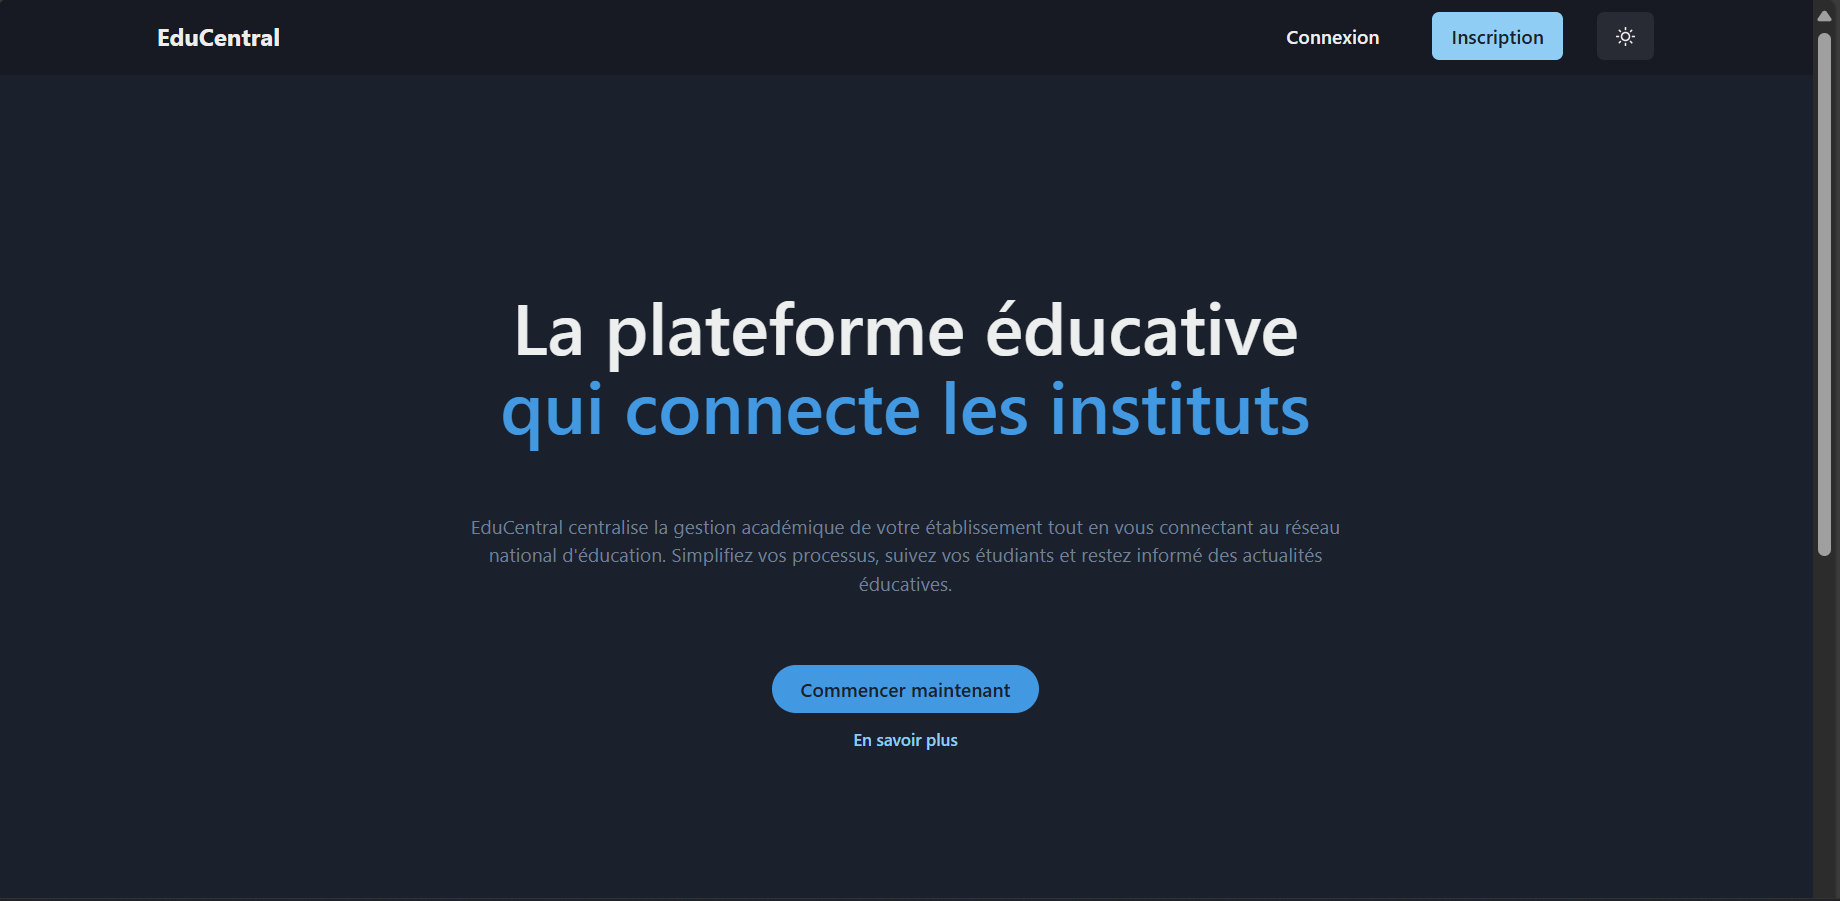 EduCentral
Connexion
Inscription
La plateforme éducative
qui connecte les instituts
EduCentral centralise la gestion académique de votre établissement tout en vous connectant au réseau
national d'éducation. Simplifiez vos processus, suivez vos étudiants et restez informé des actualités
éducatives.
Commencer maintenant
En savoir plus